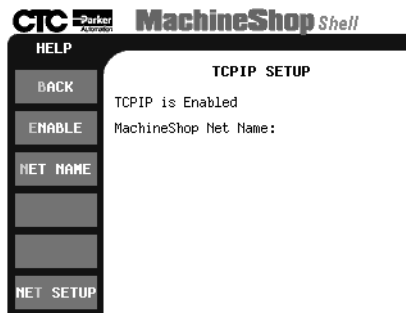 CTC Parker Automation MachineShop Shell
HELP
TCPIP SETUP
BACK
TCPIP is Enabled
ENABLE
MachineShop Net Name:
NET NAME
NET SETUP